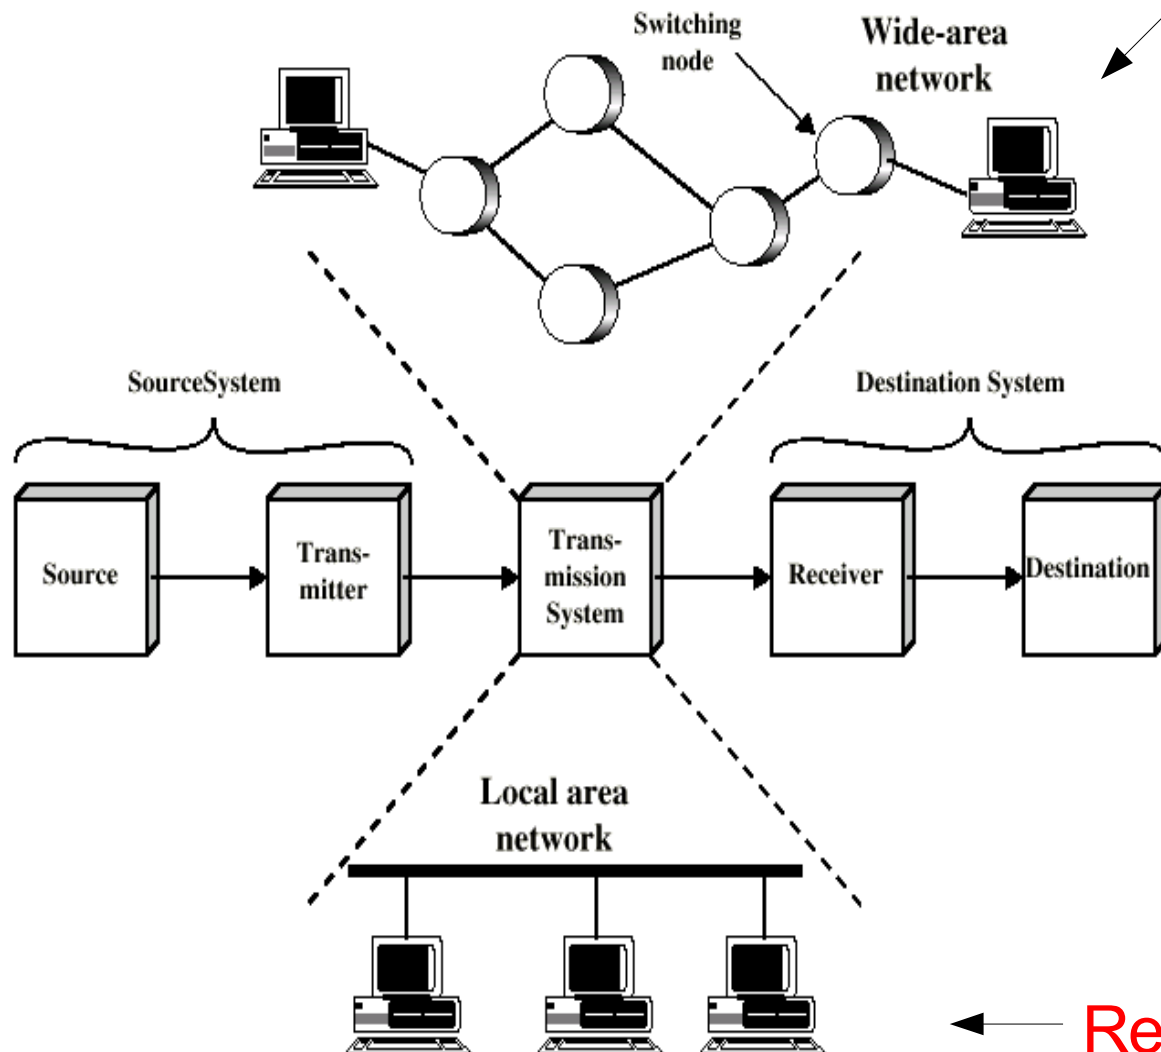 Switching
node
Wide-area
network
SourceSystem
Destination System
Source
Trans-
mitter
Trans-
mission
System
Receiver
Destination
Local area
network
Re